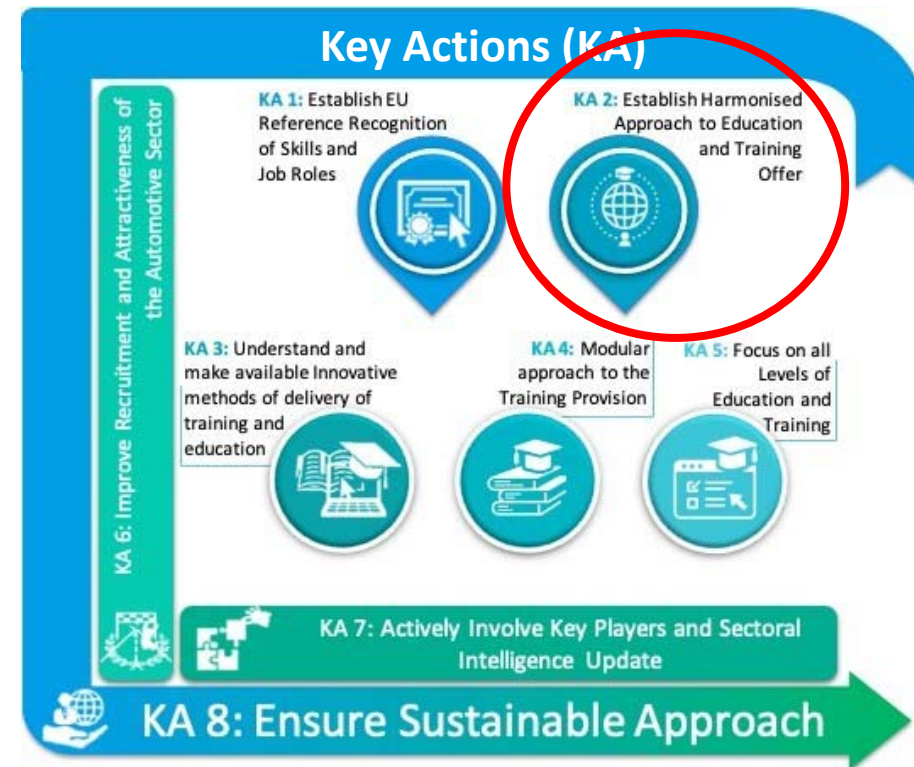 Key Actions (KA)
KA 1: Establish EU
Reference Recognition
of Skills and
Job Roles
KA 2: Establish Harmonised
Approach to Education
and Training
Offer
KA 3: Understand and
make available Innovative
methods of delivery of
training and
education
KA 4: Modular
approach to the
Training Provision
KA 5: Focus on all
Levels of
Education and
Training
KA 6: Improve Recruitment and Attractiveness of
the Automotive Sector
KA 7: Actively Involve Key Players and Sectoral
Intelligence Update
KA 8: Ensure Sustainable Approach